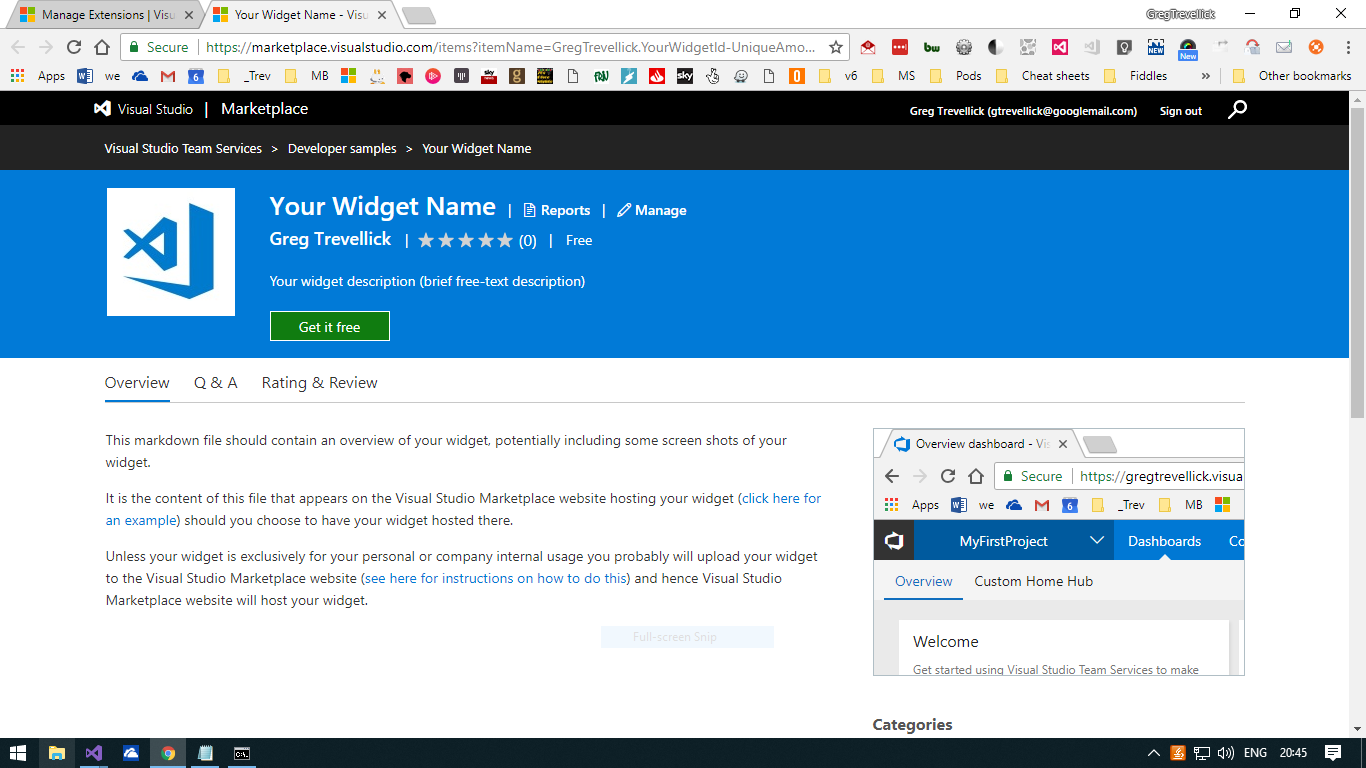 Manage Extensions | Visu
Your Widget Name - Visu
GregTrevellick
Secure
https://marketplace.visualstudio.com/items?itemName=GregTrevellick.YourWidgetId-UniqueAmo...
bw
NEW
New
Apps
we
6
_Trev
MB
sky
v6
MS
Pods
Cheat sheets
Fiddles
»
Other bookmarks
Visual Studio | Marketplace
Greg Trevellick (gtrevellick@googlemail.com)
Sign out
Visual Studio Team Services > Developer samples > Your Widget Name
Your Widget Name | Reports | Manage
Greg Trevellick | (0) | Free
Your widget description (brief free-text description)
Get it free
Overview
Q & A
Rating & Review
This markdown file should contain an overview of your widget, potentially including some screen shots of your
widget.
It is the content of this file that appears on the Visual Studio Marketplace website hosting your widget (click here for
an example) should you choose to have your widget hosted there.
Unless your widget is exclusively for your personal or company internal usage you probably will upload your widget
to the Visual Studio Marketplace website (see here for instructions on how to do this) and hence Visual Studio
Marketplace website will host your widget.
Full-screen Snip
Overview dashboard - Vis
Secure
https://gregtrevellick.visua
Apps
we
6
_Trev
MB
MyFirstProject
Dashboards
Co
Overview
Custom Home Hub
Welcome
Get started using Visual Studio Team Services to make
Categories
ENG
20:45